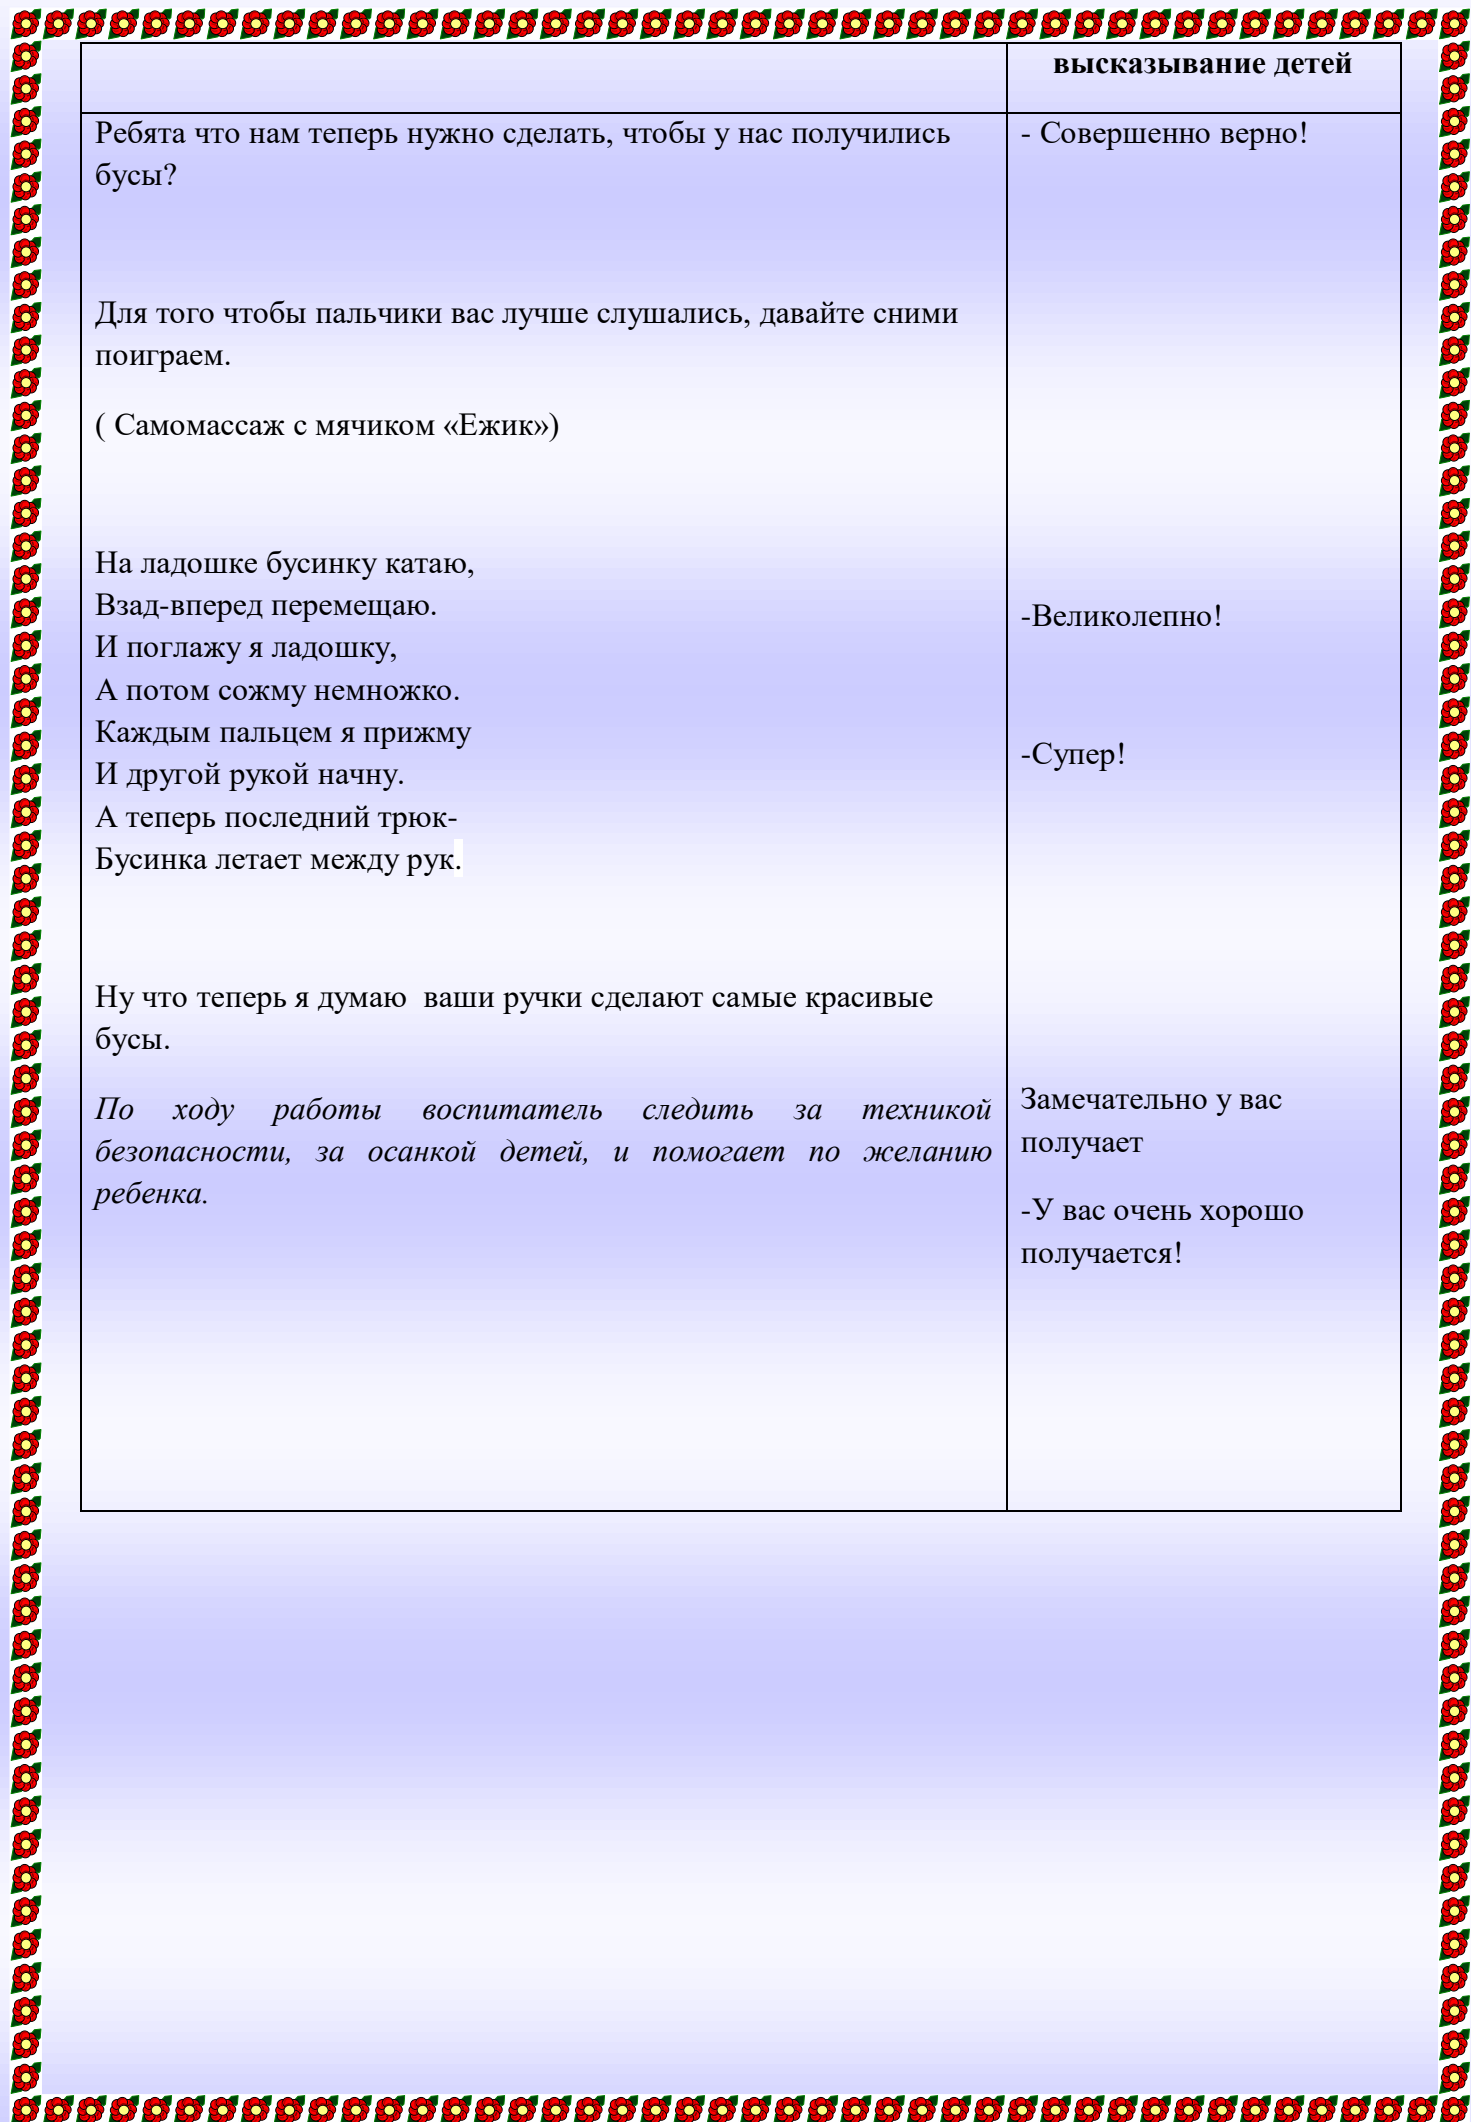 высказывание детей
Ребята что нам теперь нужно сделать, чтобы у нас получились
бусы?
Для того чтобы пальчики вас лучше слушались, давайте сними
поиграем.
( Самомассаж с мячиком «Ежик»)
На ладошке бусинку катаю,
Взад-вперед перемещаю.
И поглажу я ладошку,
А потом сожму немножко.
Каждым пальцем я прижму
И другой рукой начну.
А теперь последний трюк-
Бусинка летает между рук.
Ну что теперь я думаю  ваши ручки сделают самые красивые
бусы.
По ходу работы воспитатель следить за техникой
безопасности, за осанкой детей, и помогает по желанию
ребенка.
- Совершенно верно!
-Великолепно!
-Супер!
Замечательно у вас
получает
-У вас очень хорошо
получается!